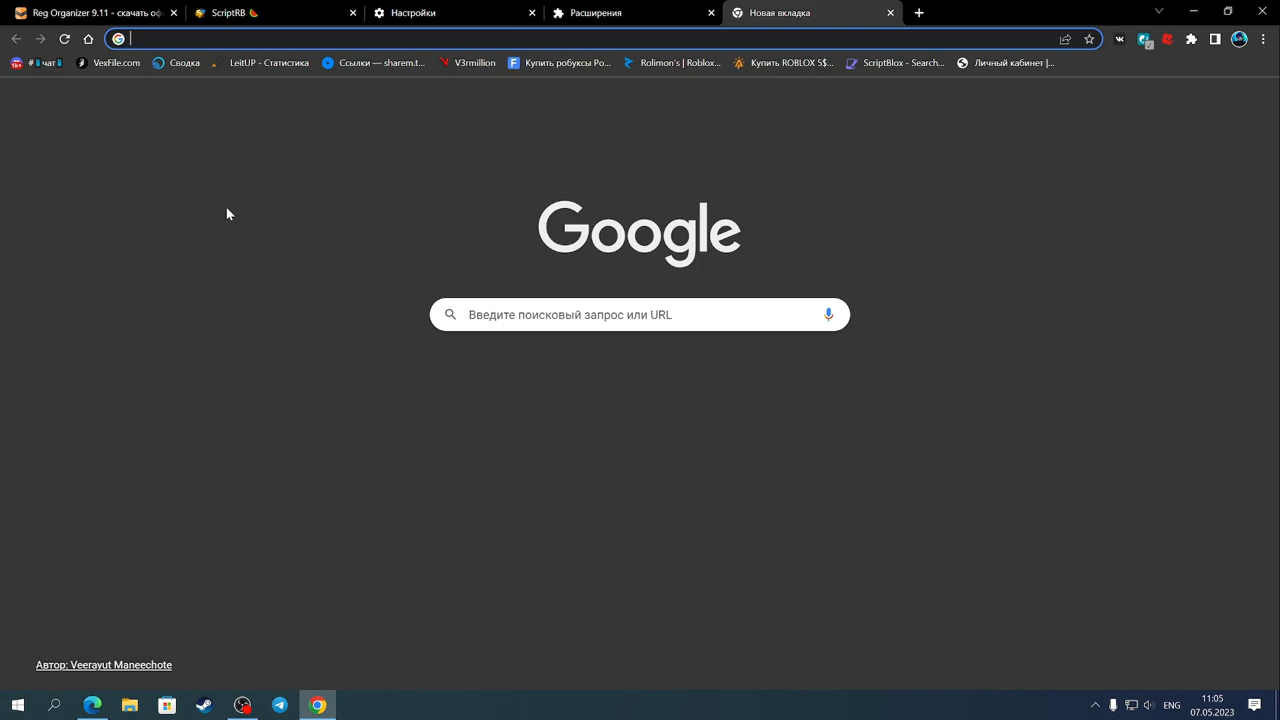 Reg Organizer 9.11 - скачать оф
ScriptRB
Настройки
Расширения
Новая вкладка
#чат
VexFile.com
Сводка
LeitUP - Статистика
Ссылки — sharem.t...
V3rmillion
Купить робуксы Ро...
Rolimon's | Roblox...
Купить ROBLOX 5$...
ScriptBlox - Search...
Личный кабинет |...
Google
Введите поисковый запрос или URL
Автор: Veerayut Maneechote
ENG
11:05
07.05.2023